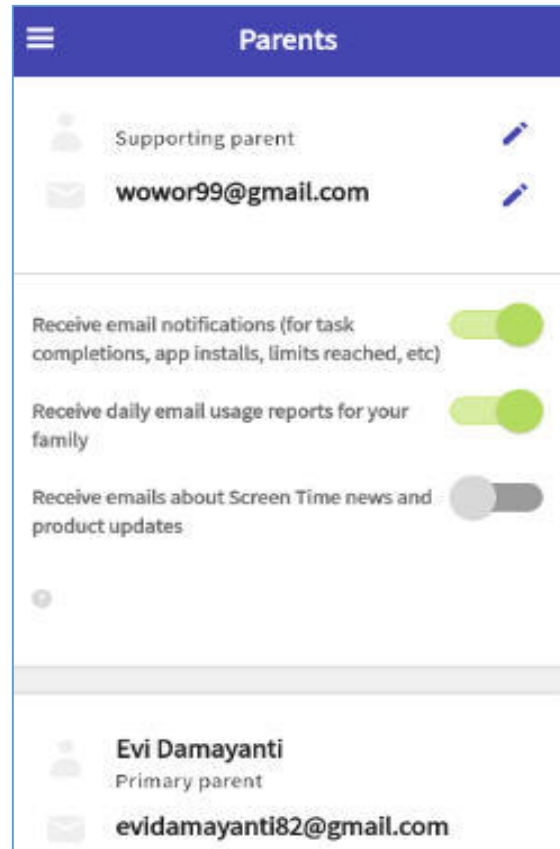 Parents
Supporting parent
wowor99@gmail.com
Receive email notifications (for task
completions, app installs, limits reached, etc)
Receive daily email usage reports for your
family
Receive emails about Screen Time news and
product updates
Evi Damayanti
Primary parent
evidamayanti82@gmail.com